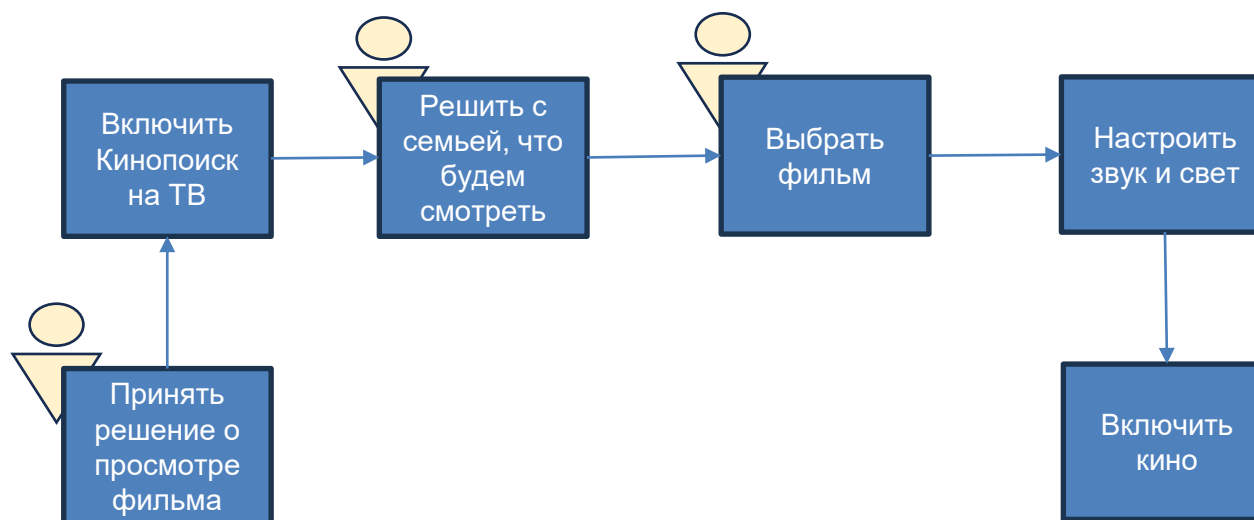 Включить
Кинопоиск
на ТВ
Решить с
семьей, что
будем
смотреть
Выбрать
фильм
Настроить
звук и свет
Принять
решение о
просмотре
фильма
Включить
кино